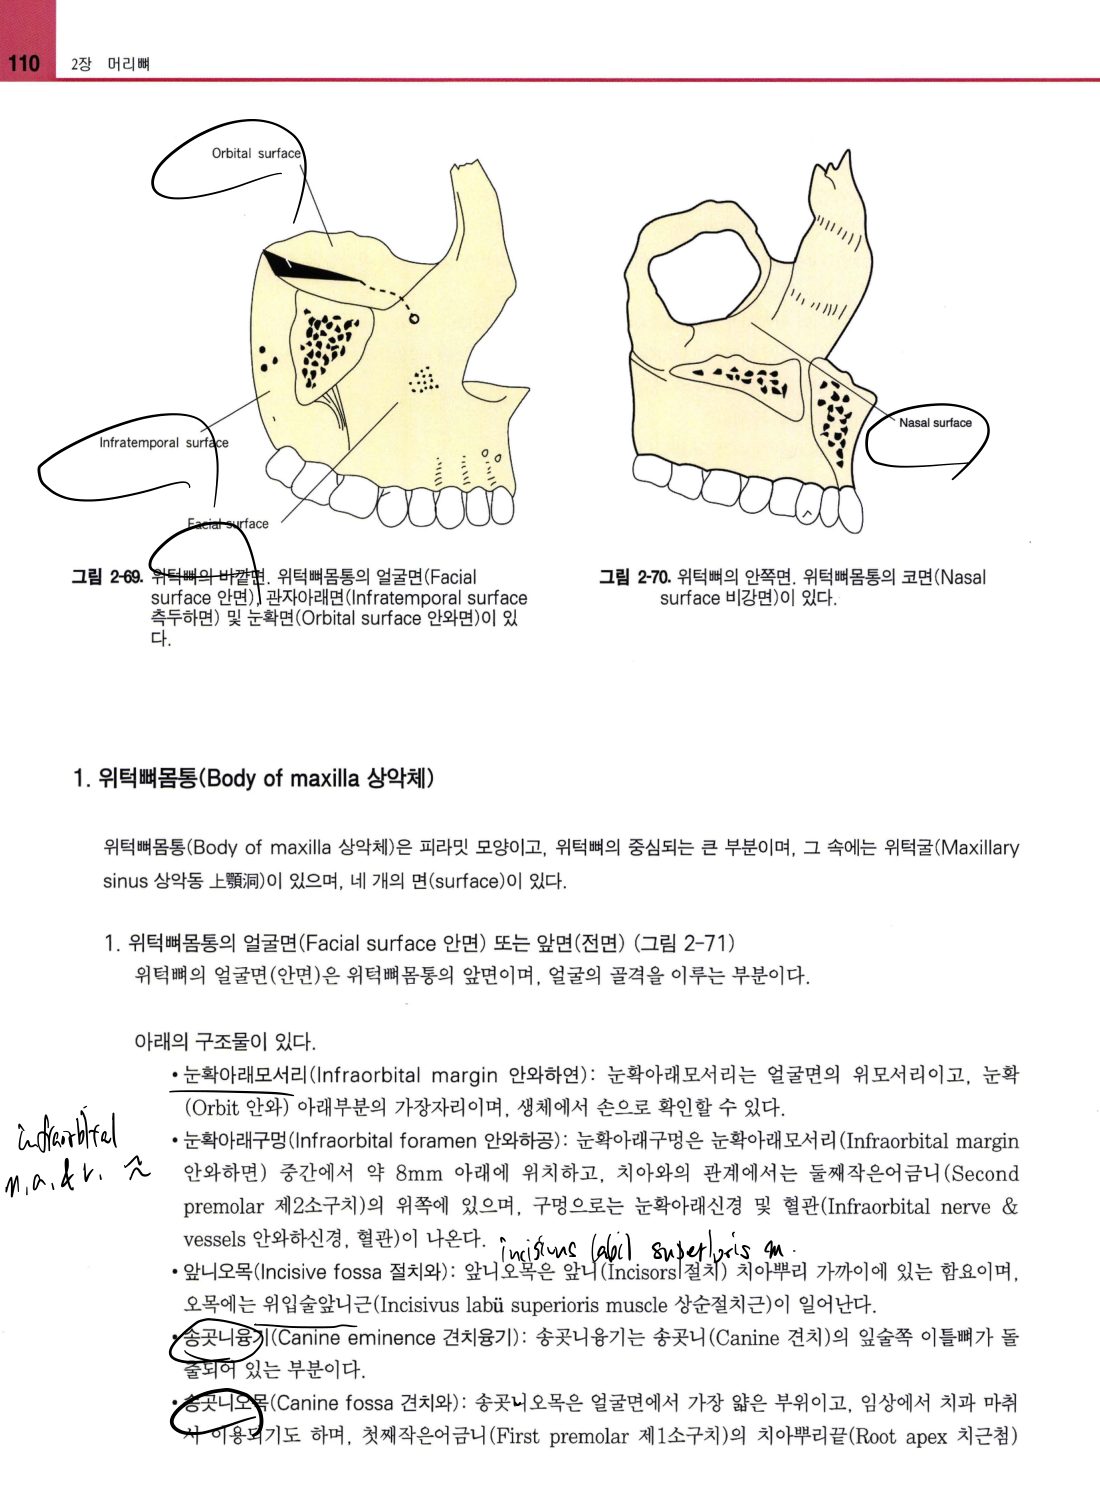 110 2장 머리뼈
Orbital surface
Infratemporal surface
Facial surface
Nasal surface
그림 2-69. 위턱뼈의 바깥면. 위턱뼈몸통의 얼굴면(Facial
surface 안면), 관자아래면(Infratemporal surface
측두하면) 및 눈확면(Orbital surface 안와면)이 있
다.
그림 2-70. 위턱뼈의 안쪽면. 위턱뼈몸통의 코면(Nasal
surface 비강면)이 있다.
1. 위턱뼈몸통(Body of maxilla 상악체)
위턱뼈몸통(Body of maxilla 상악체)은 피라밋 모양이고, 위턱뼈의 중심되는 큰 부분이며, 그 속에는 위턱굴(Maxillary
sinus 상악동 上顎洞)이 있으며, 네 개의 면(surface)이 있다.
1. 위턱뼈몸통의 얼굴면(Facial surface 안면) 또는 앞면(전면) (그림 2-71)
위턱뼈의 얼굴면(안면)은 위턱뼈몸통의 앞면이며, 얼굴의 골격을 이루는 부분이다.
아래의 구조물이 있다.
• 눈확아래모서리(Infraorbital margin 안와하연): 눈확아래모서리는 얼굴면의 위모서리이고, 눈확
(Orbit 안와) 아래부분의 가장자리이며, 생체에서 손으로 확인할 수 있다.
infraorbital
n. a. & v.
• 눈확아래구멍(Infraorbital foramen 안와하공): 눈확아래구멍은 눈확아래모서리(Infraorbital margin
안와하면) 중간에서 약 8mm 아래에 위치하고, 치아와의 관계에서는 둘째작은어금니(Second
premolar 제2소구치)의 위쪽에 있으며, 구멍으로는 눈확아래신경 및 혈관(Infraorbital nerve &
vessels 안와하신경, 혈관)이 나온다.
incisivus labii superioris m.
• 앞니오목(Incisive fossa 절치와): 앞니오목은 앞니(Incisors 절치) 치아뿌리 가까이에 있는 함요이며,
오목에는 위입술앞니근(Incisivus labü superioris muscle 상순절치근)이 일어난다.
• 송곳니융기(Canine eminence 견치융기): 송곳니융기는 송곳니(Canine 견치)의 입술쪽 이틀뼈가 돌
출되어 있는 부분이다.
• 송곳니오목(Canine fossa 견치와): 송곳니오목은 얼굴면에서 가장 얇은 부위이고, 임상에서 치과 마취
시 이용되기도 하며, 첫째작은어금니(First premolar 제1소구치)의 치아뿌리끝(Root apex 치근첨)